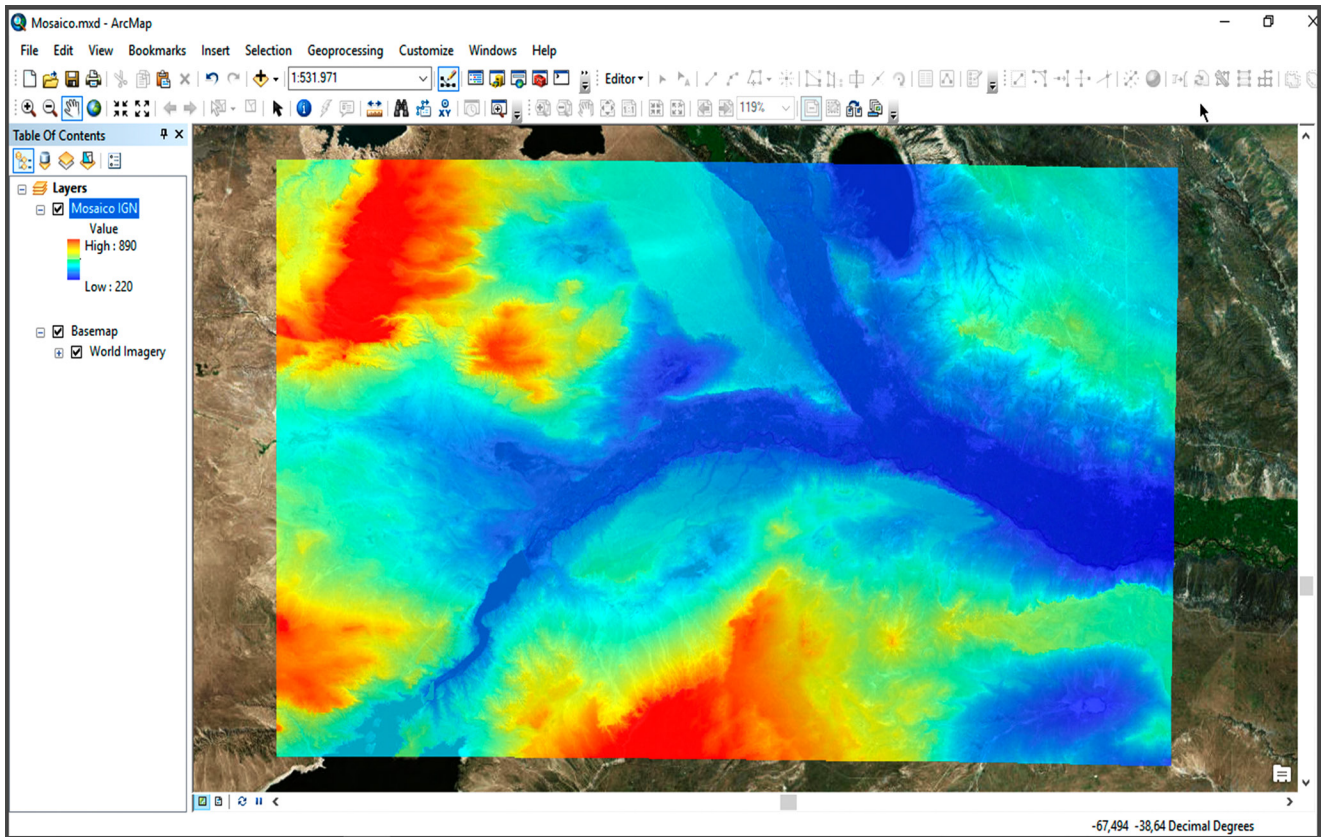 Mosaico.mxd - ArcMap
File Edit View Bookmarks Insert Selection Geoprocessing Customize Windows Help
1:531.971 Editor
XY 119%
Table Of Contents
Layers
Mosaico IGN
Value
High : 890
Low : 220
Basemap
World Imagery
-67,494 -38,64 Decimal Degrees